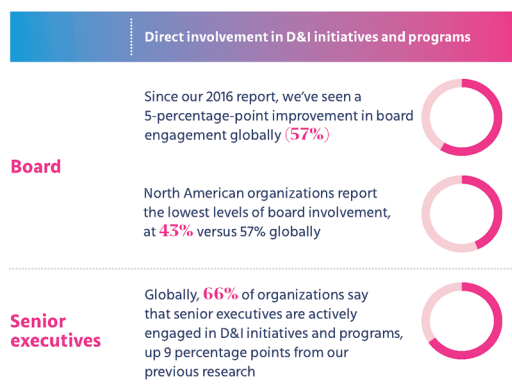 Direct involvement in D&I initiatives and programs
Board
Since our 2016 report, we’ve seen a
5-percentage-point improvement in board
engagement globally (57%)
North American organizations report
the lowest levels of board involvement,
at 43% versus 57% globally
Senior
executives
Globally, 66% of organizations say
that senior executives are actively
engaged in D&I initiatives and programs,
up 9 percentage points from our
previous research